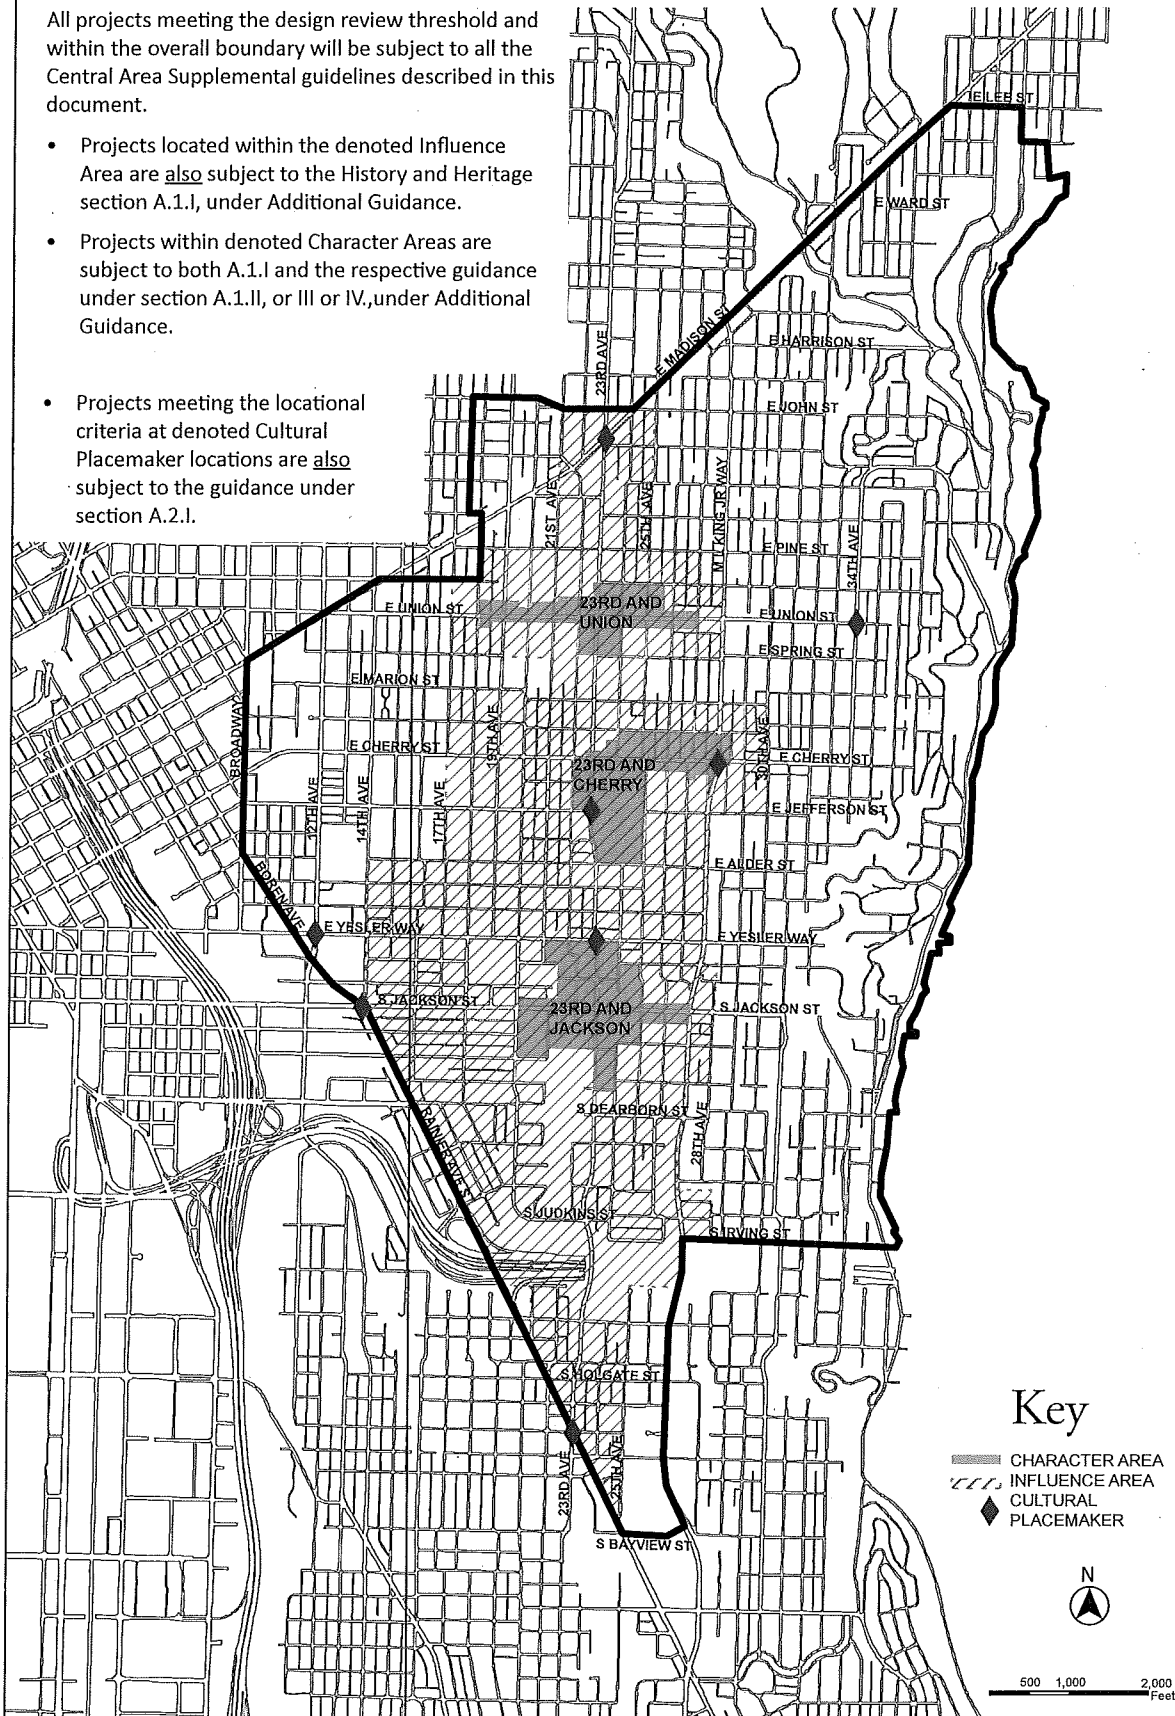 All projects meeting the design review threshold and
within the overall boundary will be subject to all the
Central Area Supplemental guidelines described in this
document.
• Projects located within the denoted Influence
Area are also subject to the History and Heritage
section A.1.I, under Additional Guidance.
• Projects within denoted Character Areas are
subject to both A.1.I and the respective guidance
under section A.1.II, or III or IV.,under Additional
Guidance.
• Projects meeting the locational
criteria at denoted Cultural
Placemaker locations are also
subject to the guidance under
section A.2.I.
E LEE ST
E WARD ST
E MADISON ST
23RD AVE
E HARRISON ST
E JOHN ST
21ST AVE
25TH AVE
M L KING JR WAY
E PINE ST
34TH AVE
E UNION ST
23RD AND
UNION
E UNION ST
E SPRING ST
E MARION ST
BROADWAY
19TH AVE
30TH AVE
E CHERRY ST
23RD AND
CHERRY
E CHERRY ST
12TH AVE
14TH AVE
17TH AVE
E JEFFERSON ST
E ALDER ST
BOREN AVE
E YESLER WAY
E YESLER WAY
S JACKSON ST
23RD AND
JACKSON
S JACKSON ST
S DEARBORN ST
28TH AVE
RAINIER AVE S
S JUDKINS ST
S IRVING ST
S HOLGATE ST
23RD AVE
25TH AVE
S BAYVIEW ST
Key
CHARACTER AREA
INFLUENCE AREA
CULTURAL
PLACEMAKER
N
500 1,000 2,000
Feet